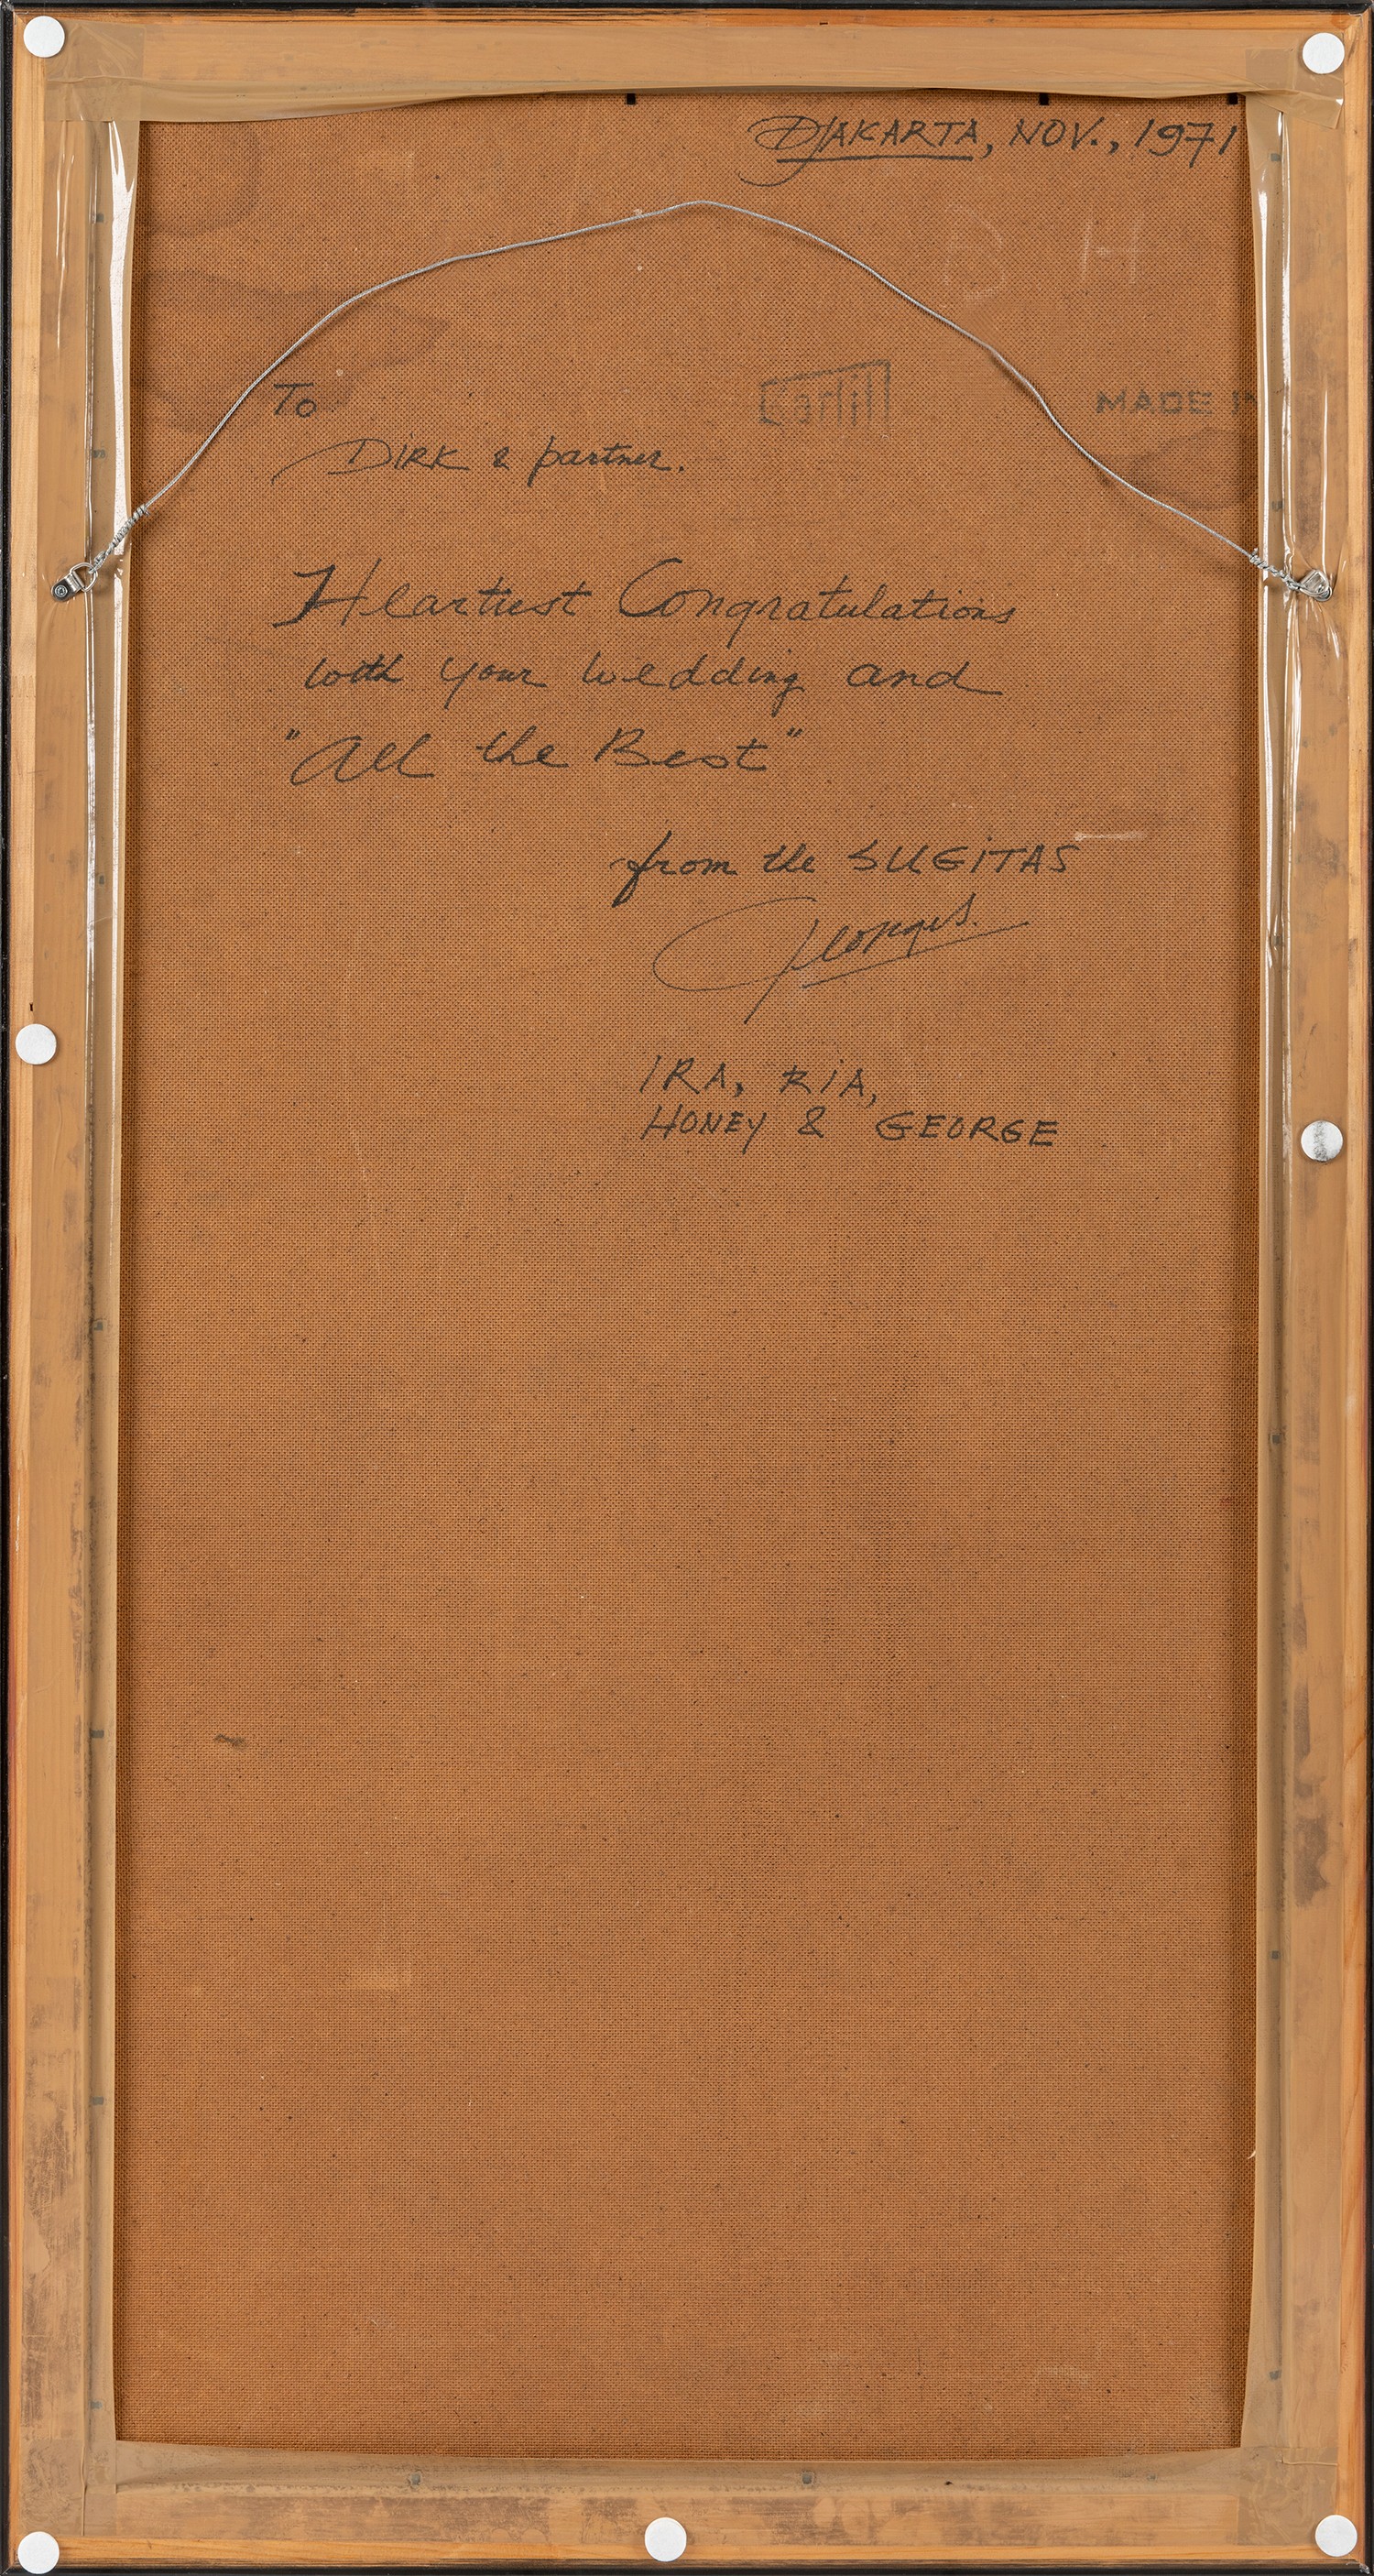 DJAKARTA, NOV., 1971
MADE
To
Dirk & partner.
Heartiest Congratulations
with your wedding and
"All the Best"
from the SUGITAS
Georges.
IRA, RIA,
HONEY & GEORGE